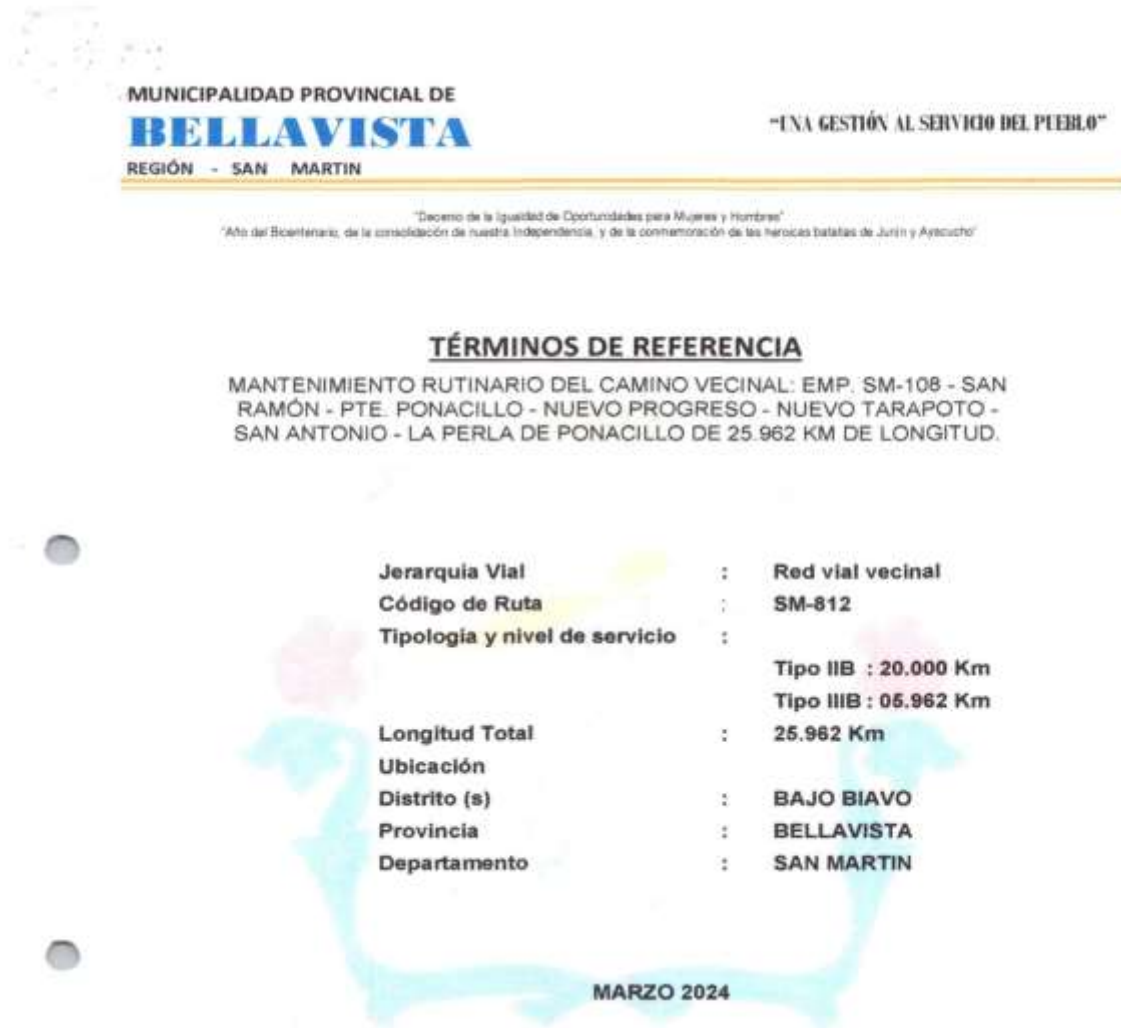 MUNICIPALIDAD PROVINCIAL DE
BELLAVISTA
REGIÓN - SAN MARTIN
"UNA GESTIÓN AL SERVICIO DEL PUEBLO"
"Decenio de la Igualdad de Oportunidades para Mujeres y Hombres"
"Año del Bicentenario, de la consolidación de nuestra Independencia, y de la conmemoración de las heroicas batallas de Junín y Ayacucho"
TÉRMINOS DE REFERENCIA
MANTENIMIENTO RUTINARIO DEL CAMINO VECINAL: EMP. SM-108 - SAN
RAMÓN - PTE. PONACILLO - NUEVO PROGRESO - NUEVO TARAPOTO -
SAN ANTONIO - LA PERLA DE PONACILLO DE 25.962 KM DE LONGITUD.
Jerarquia Vial : Red vial vecinal
Código de Ruta : SM-812
Tipologia y nivel de servicio :
Tipo IIB : 20.000 Km
Tipo IIIB : 05.962 Km
Longitud Total : 25.962 Km
Ubicación
Distrito (s) : BAJO BIAVO
Provincia : BELLAVISTA
Departamento : SAN MARTIN
MARZO 2024